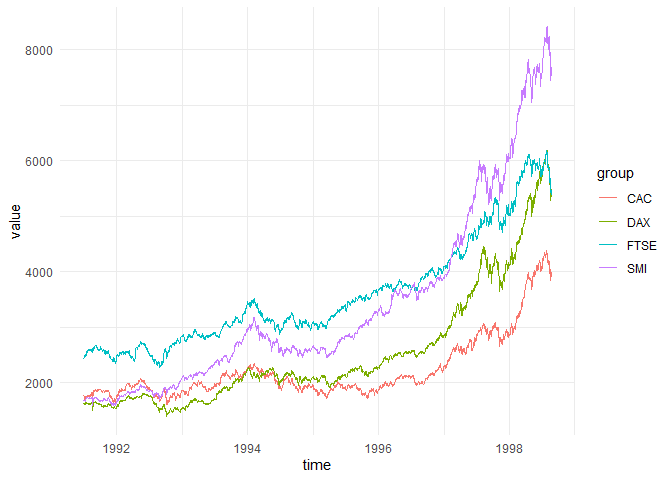 8000
6000
4000
2000
value
1992
1994
1996
1998
time
group
CAC
DAX
FTSE
SMI